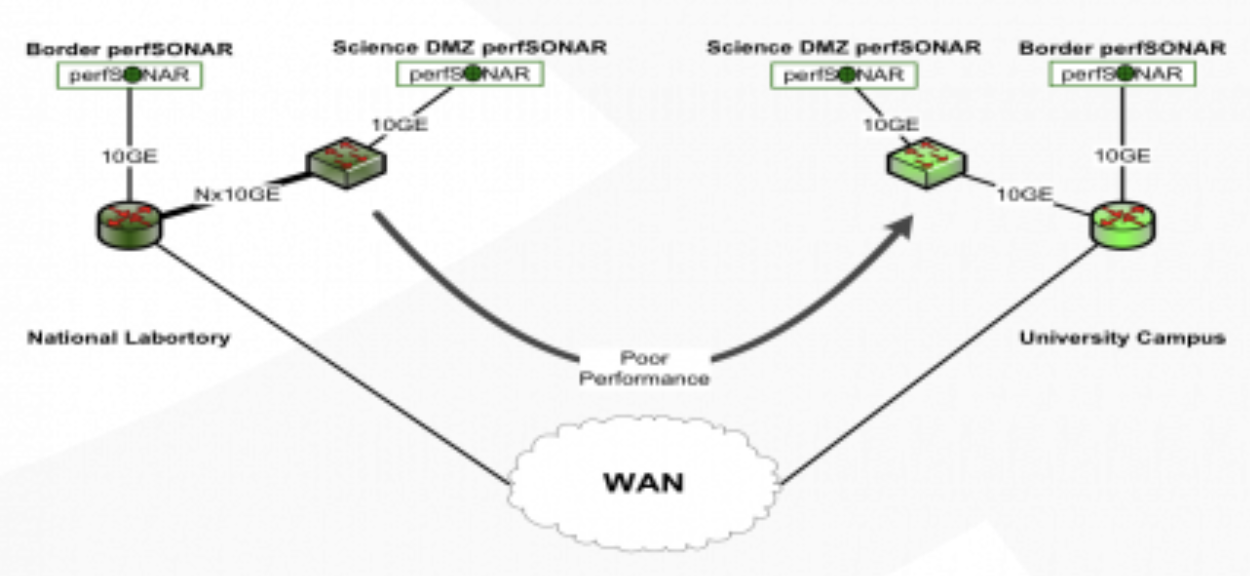 Border perfSONAR
Science DMZ perfSONAR
Science DMZ perfSONAR
Border perfSONAR
perfSONAR
perfSONAR
perfSONAR
perfSONAR
10GE
10GE
10GE
10GE
Nx10GE
10GE
National Labortory
University Campus
Poor
Performance
WAN